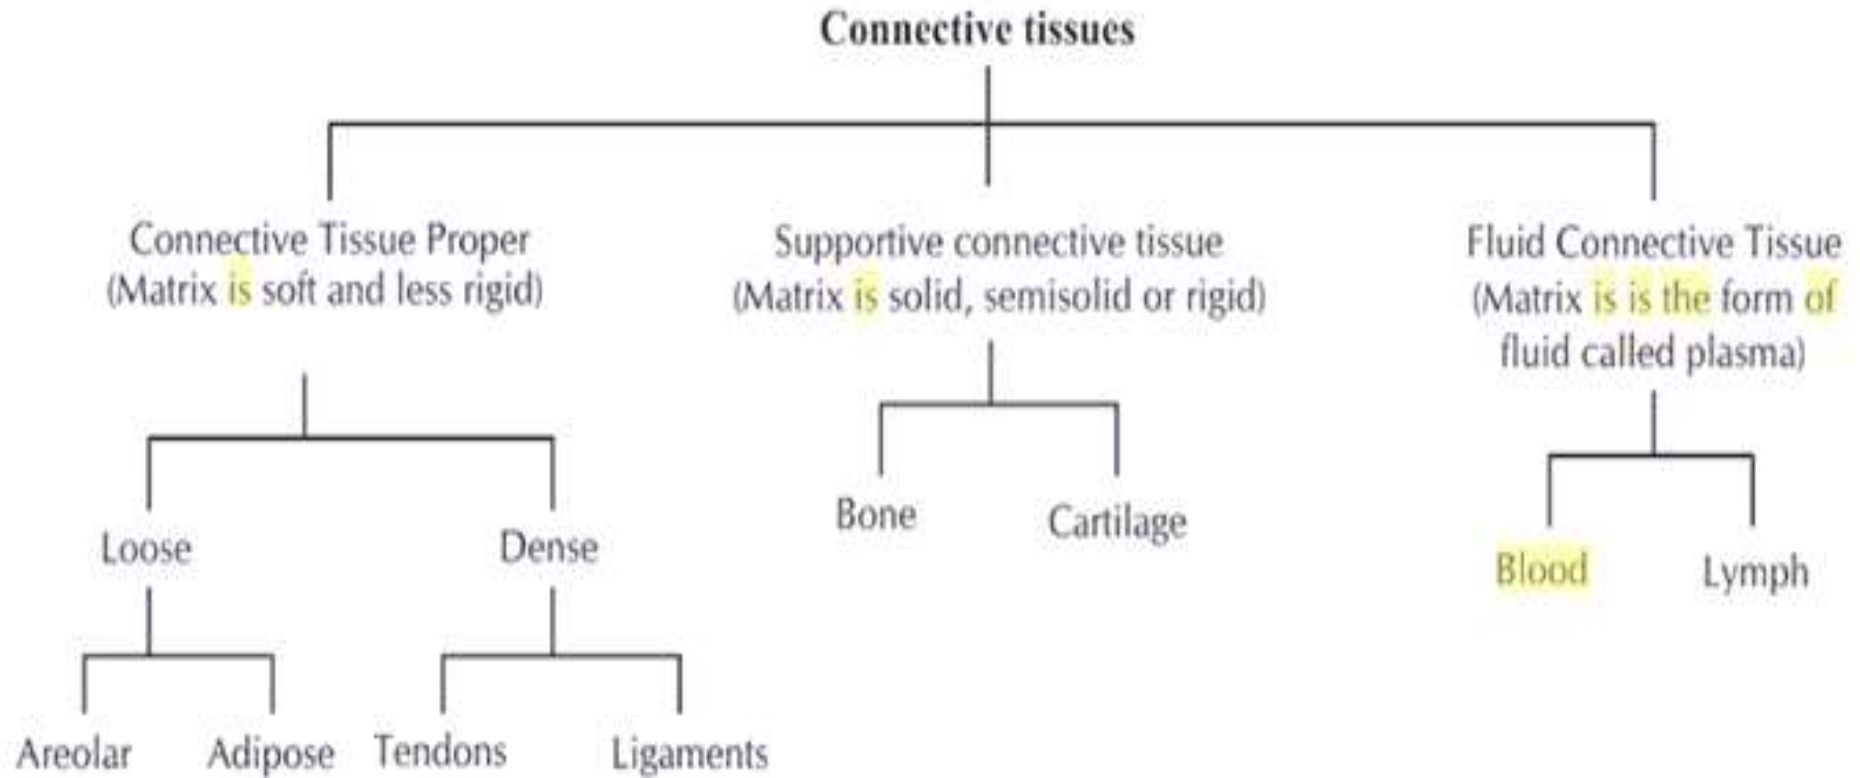 Connective tissues
Connective Tissue Proper
(Matrix is soft and less rigid)
Supportive connective tissue
(Matrix is solid, semisolid or rigid)
Fluid Connective Tissue
(Matrix is is the form of
fluid called plasma)
Loose
Dense
Bone
Cartilage
Blood
Lymph
Areolar
Adipose
Tendons
Ligaments